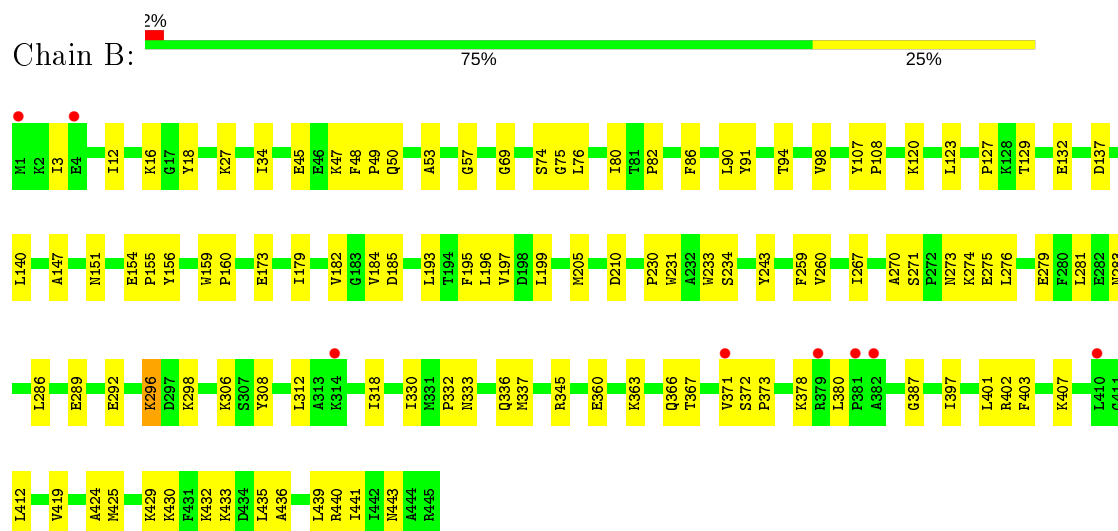 2%
Chain B:
75% 25%
M1 K2 I3 E4 I12 K16 G17 Y18 K27 I34 E45 E46 K47 F48 P49 Q50 A53 G57 G69 S74 G75 L76 I80 T81 P82 F86 L90 Y91 T94 V98 Y107 P108 K120 L123 P127 K128 T129 E132 D137
L140 A147 N151 E154 P155 Y156 W159 P160 E173 I179 V182 G183 V184 D185 L193 T194 F195 L196 V197 D198 L199 M205 D210 P230 W231 A232 W233 S234 Y243 F259 V260 I267 A270 S271 P272 N273 K274 E275 L276 E279 F280 L281 E282 N283
L286 E289 E292 K296 D297 K298 K306 S307 Y308 L312 A313 K314 I318 I330 M331 P332 N333 Q336 M337 R345 E360 K363 Q366 T367 V371 S372 P373 K378 R379 L380 P381 A382 G387 I397 L401 R402 F403 K407 L410 G411
L412 V419 A424 M425 K429 K430 F431 K432 K433 D434 L435 A436 L439 R440 I441 I442 N443 A444 R445